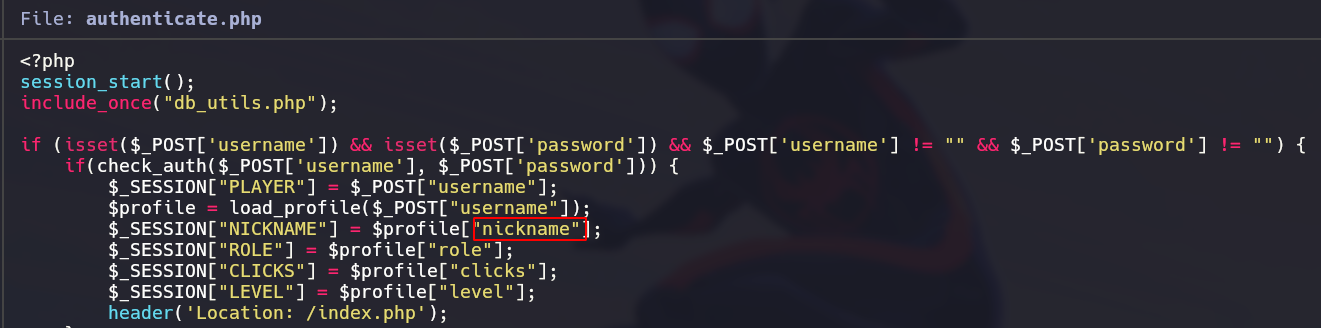 File: authenticate.php
<?php
session_start();
include_once("db_utils.php");
if (isset($_POST['username']) && isset($_POST['password']) && $_POST['username'] != "" && $_POST['password'] != "") {
if(check_auth($_POST['username'], $_POST['password'])) {
$_SESSION["PLAYER"] = $_POST["username"];
$profile = load_profile($_POST["username"]);
$_SESSION["NICKNAME"] = $profile["nickname"];
$_SESSION["ROLE"] = $profile["role"];
$_SESSION["CLICKS"] = $profile["clicks"];
$_SESSION["LEVEL"] = $profile["level"];
header('Location: /index.php');